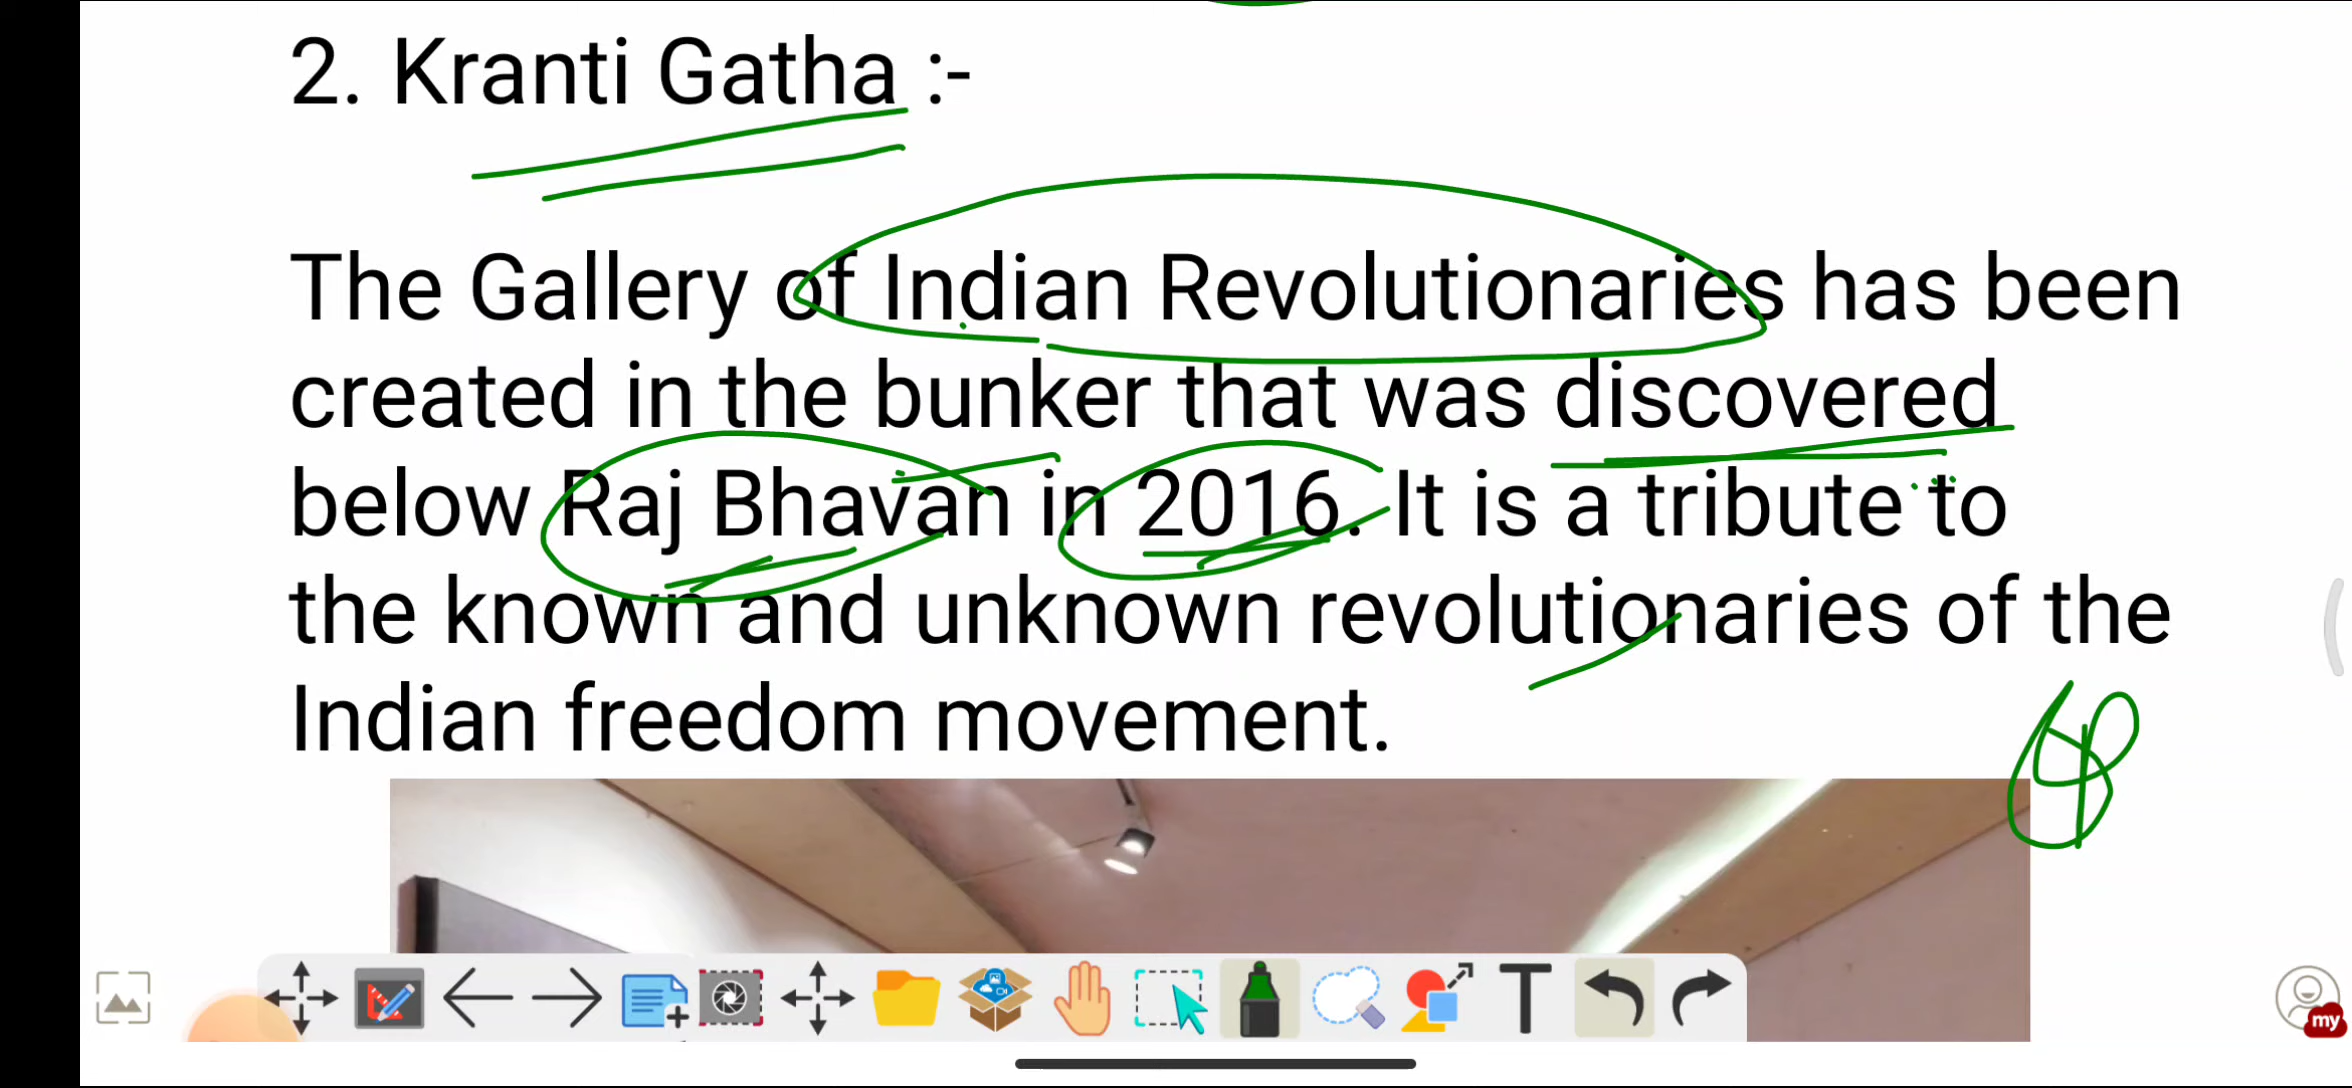 2. Kranti Gatha :-
The Gallery of Indian Revolutionaries has been
created in the bunker that was discovered
below Raj Bhavan in 2016. It is a tribute to
the known and unknown revolutionaries of the
Indian freedom movement.
T
my